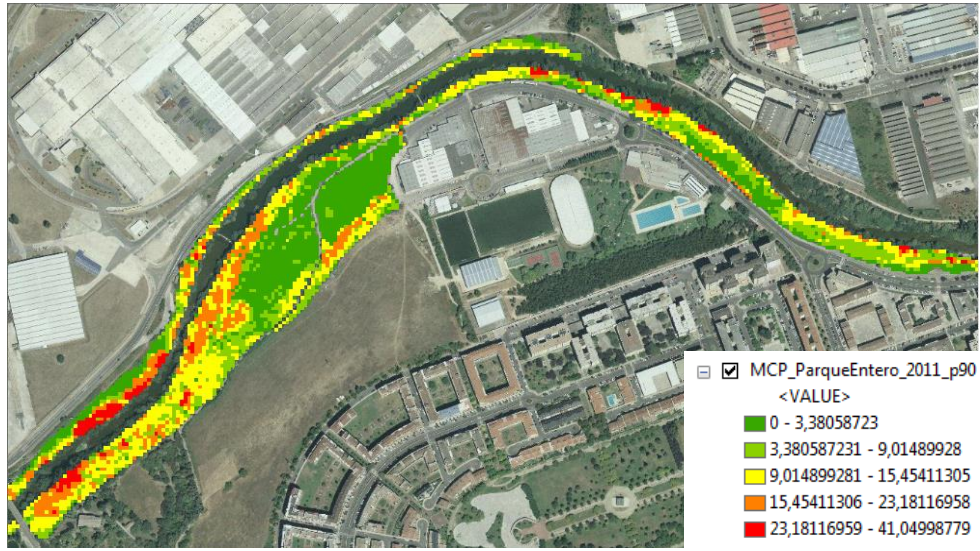 MCP_ParqueEntero_2011_p90
<VALUE>
0 - 3,38058723
3,380587231 - 9,01489928
9,014899281 - 15,45411305
15,45411306 - 23,18116958
23,18116959 - 41,04998779